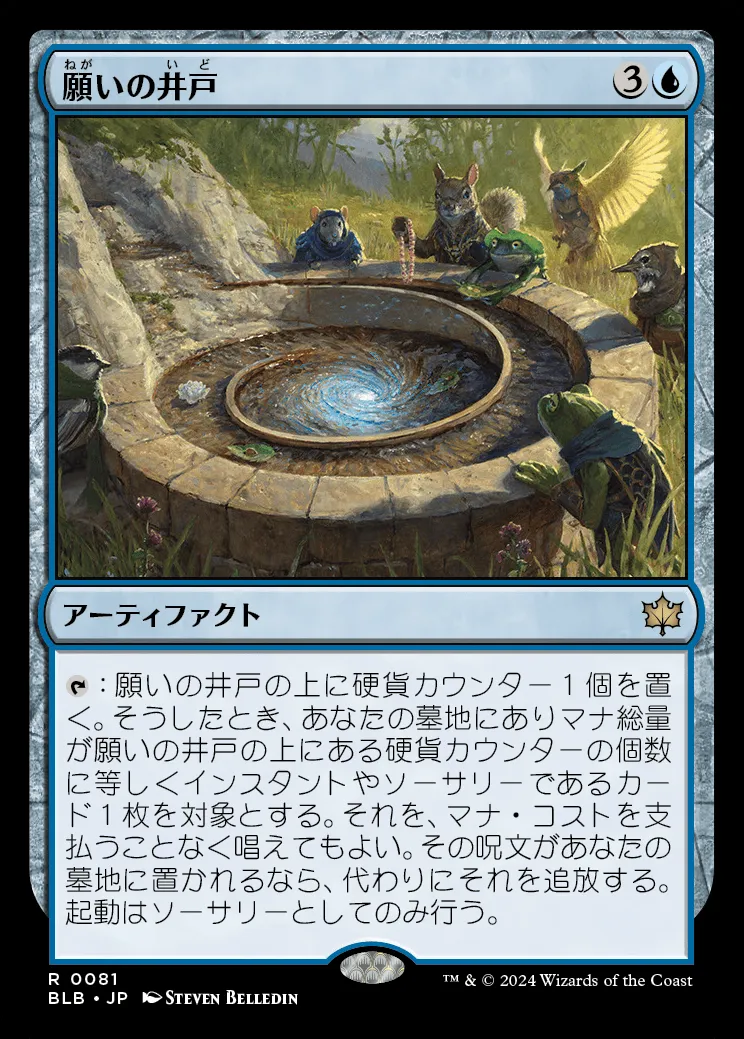 ねが い ど
願いの井戸
3
アーティファクト
：願いの井戸の上に硬貨カウンター１個を置
く。そうしたとき、あなたの墓地にありマナ総量
が願いの井戸の上にある硬貨カウンターの個数
に等しくインスタントやソーサリーであるカー
ド１枚を対象とする。それを、マナ・コストを支
払うことなく唱えてもよい。その呪文があなたの
墓地に置かれるなら、代わりにそれを追放する。
起動はソーサリーとしてのみ行う。
R 0081
BLB • JP Steven Belledin
™ & © 2024 Wizards of the Coast